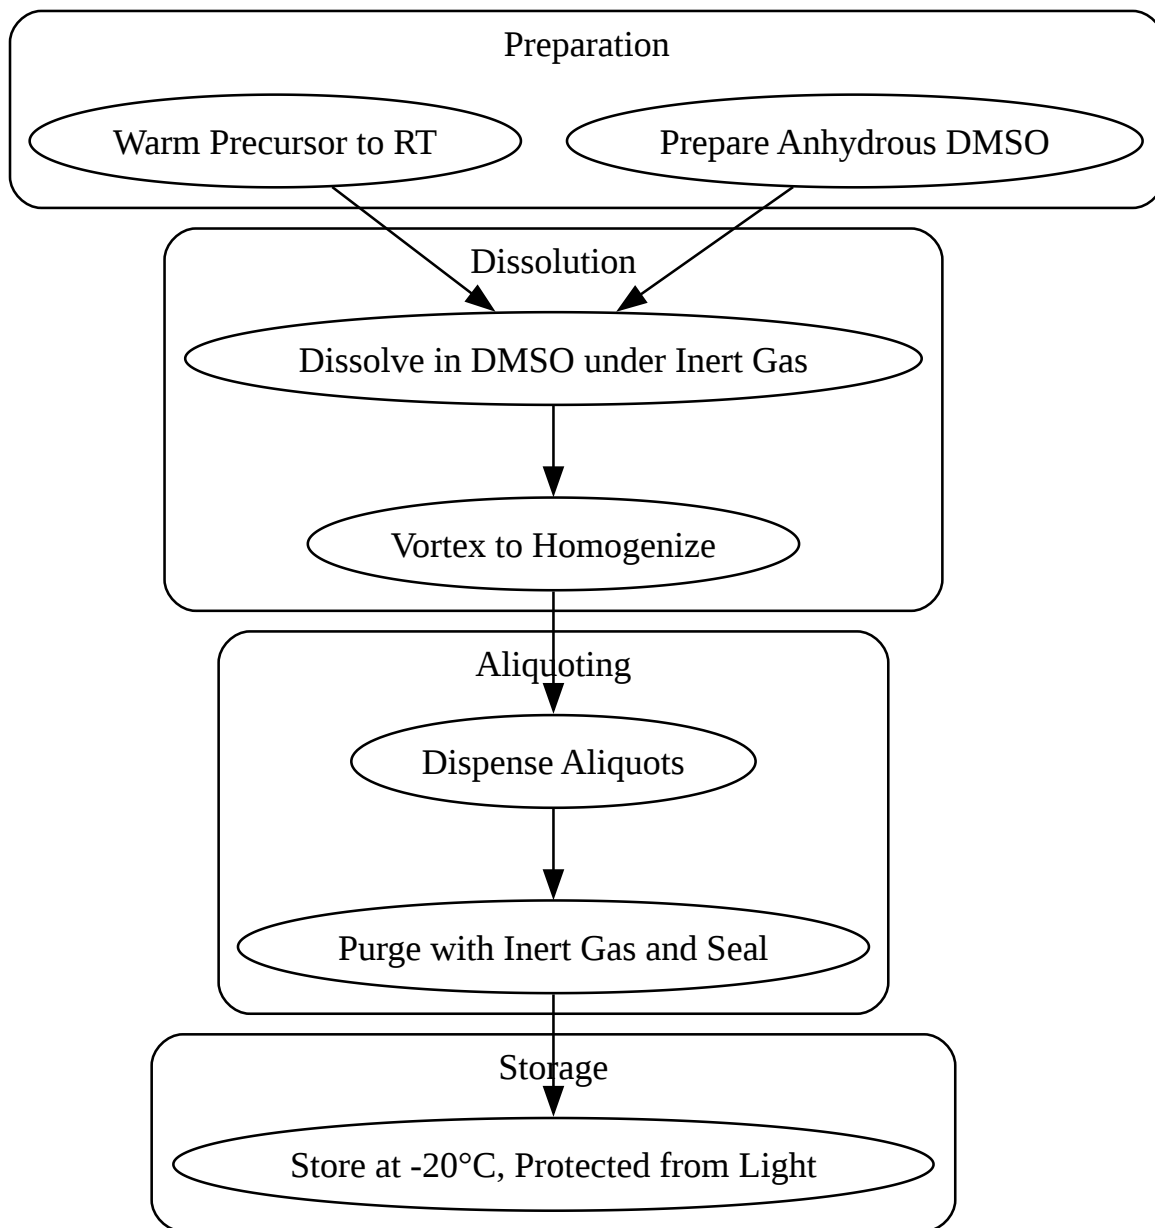 Preparation
Warm Precursor to RT
Prepare Anhydrous DMSO
Dissolution
Dissolve in DMSO under Inert Gas
Vortex to Homogenize
Aliquoting
Dispense Aliquots
Purge with Inert Gas and Seal
Storage
Store at -20°C, Protected from Light